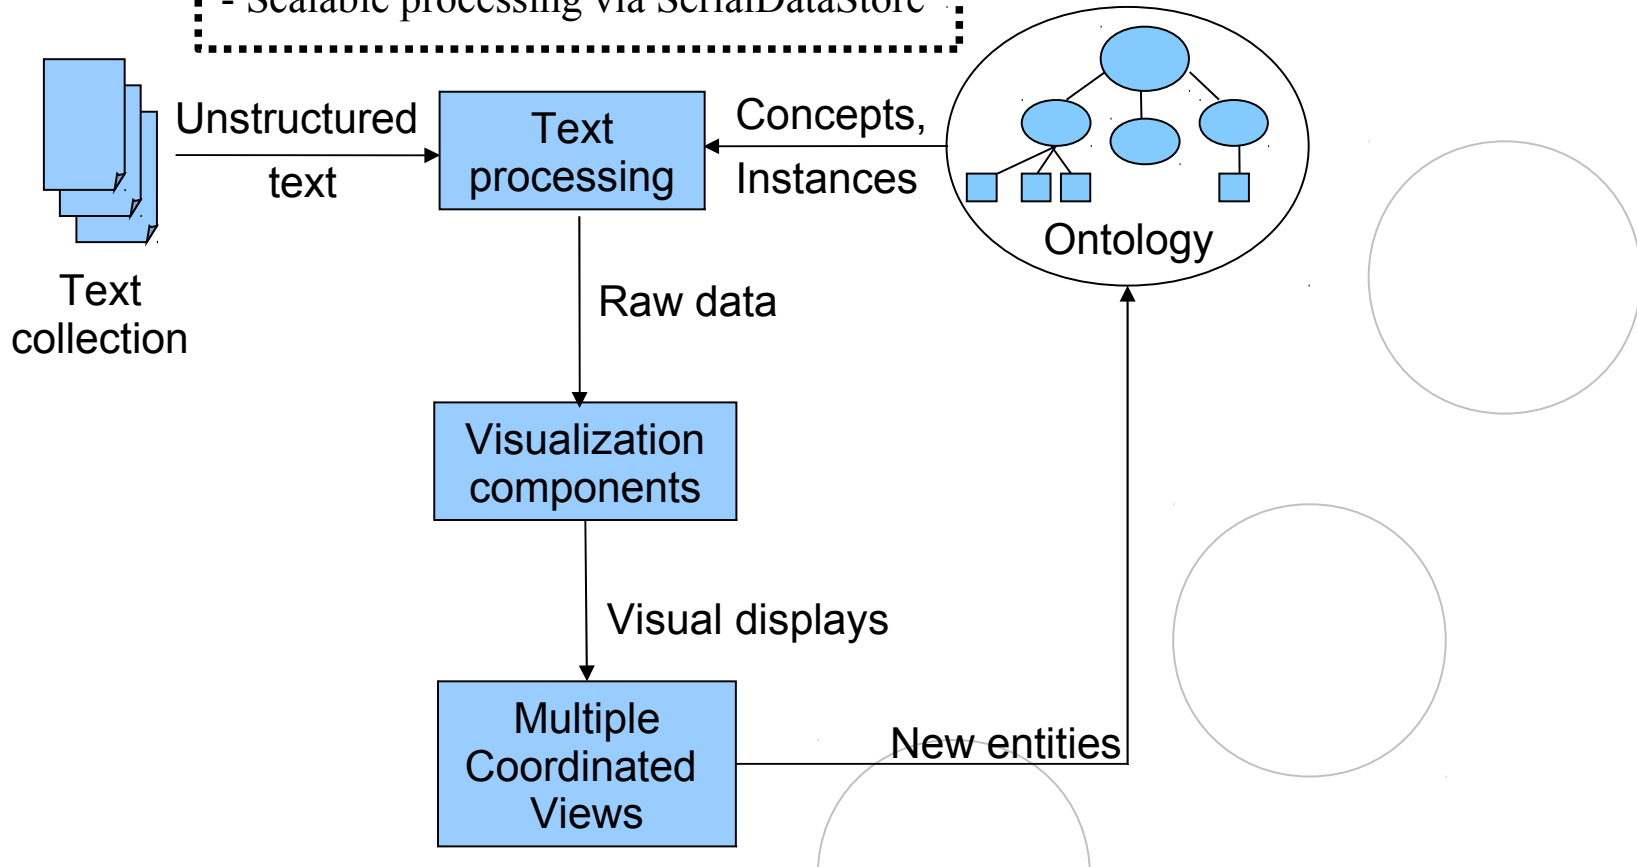 - Scalable processing via SerialDataStore
Unstructured
text
Text
processing
Concepts,
Instances
Ontology
Text
collection
Raw data
Visualization
components
Visual displays
Multiple
Coordinated
Views
New entities